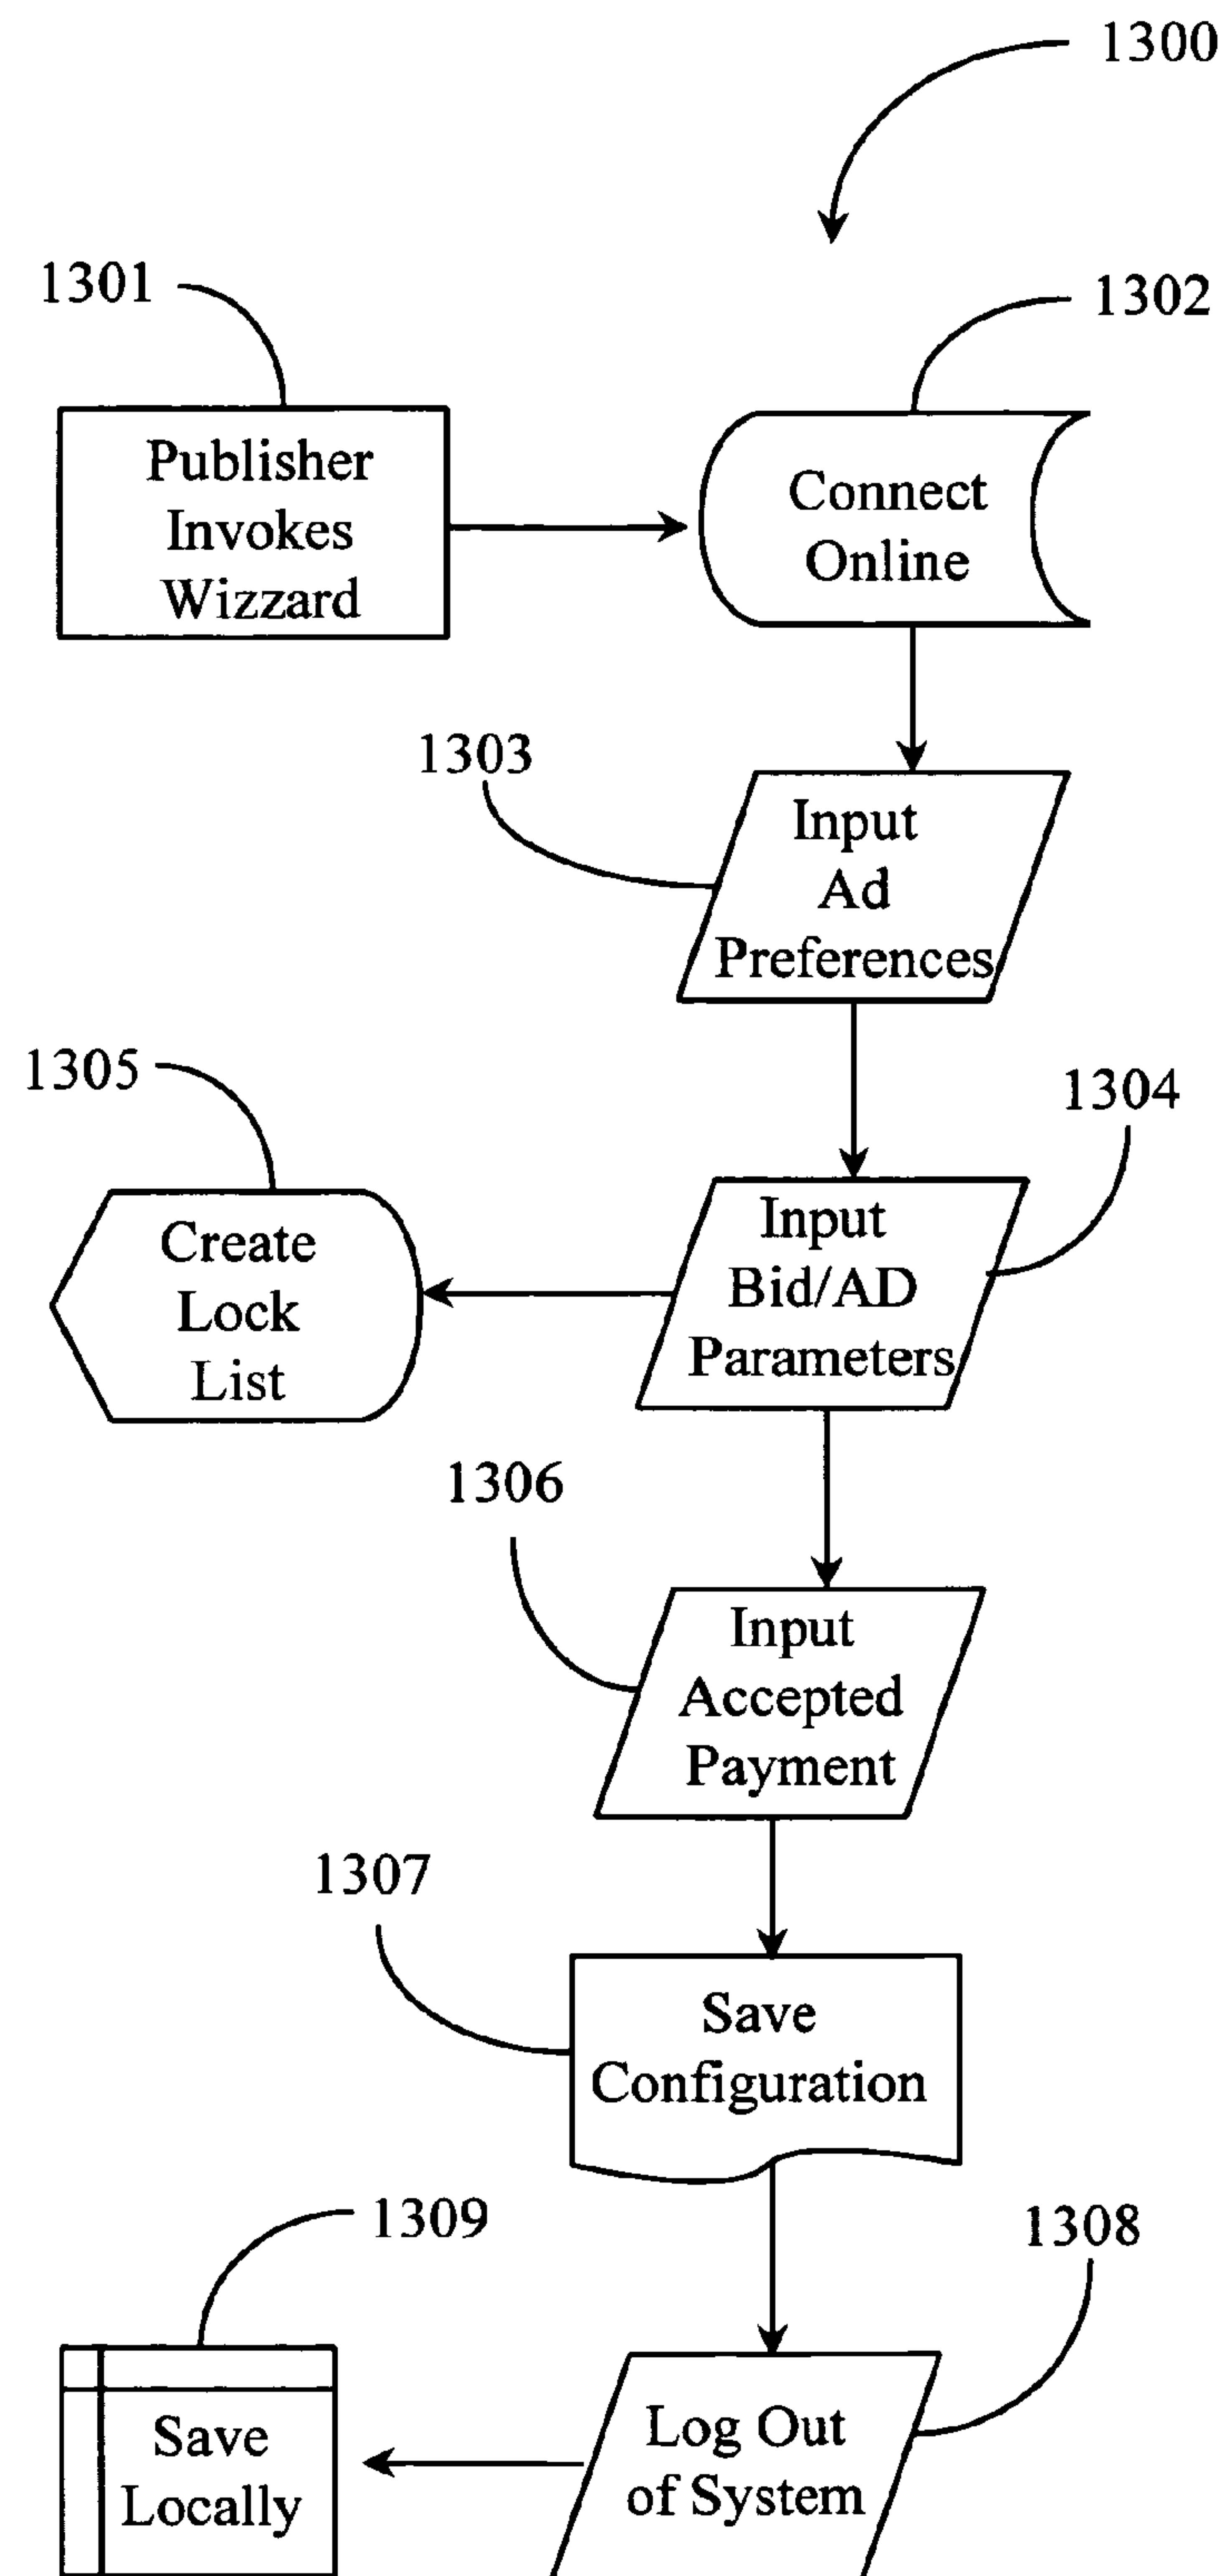 1300
1301
1302
Publisher
Invokes
Wizzard
Connect
Online
1303
Input
Ad
Preferences
1305
1304
Create
Lock
List
Input
Bid/AD
Parameters
1306
Input
Accepted
Payment
1307
Save
Configuration
1309
1308
Save
Locally
Log Out
of System